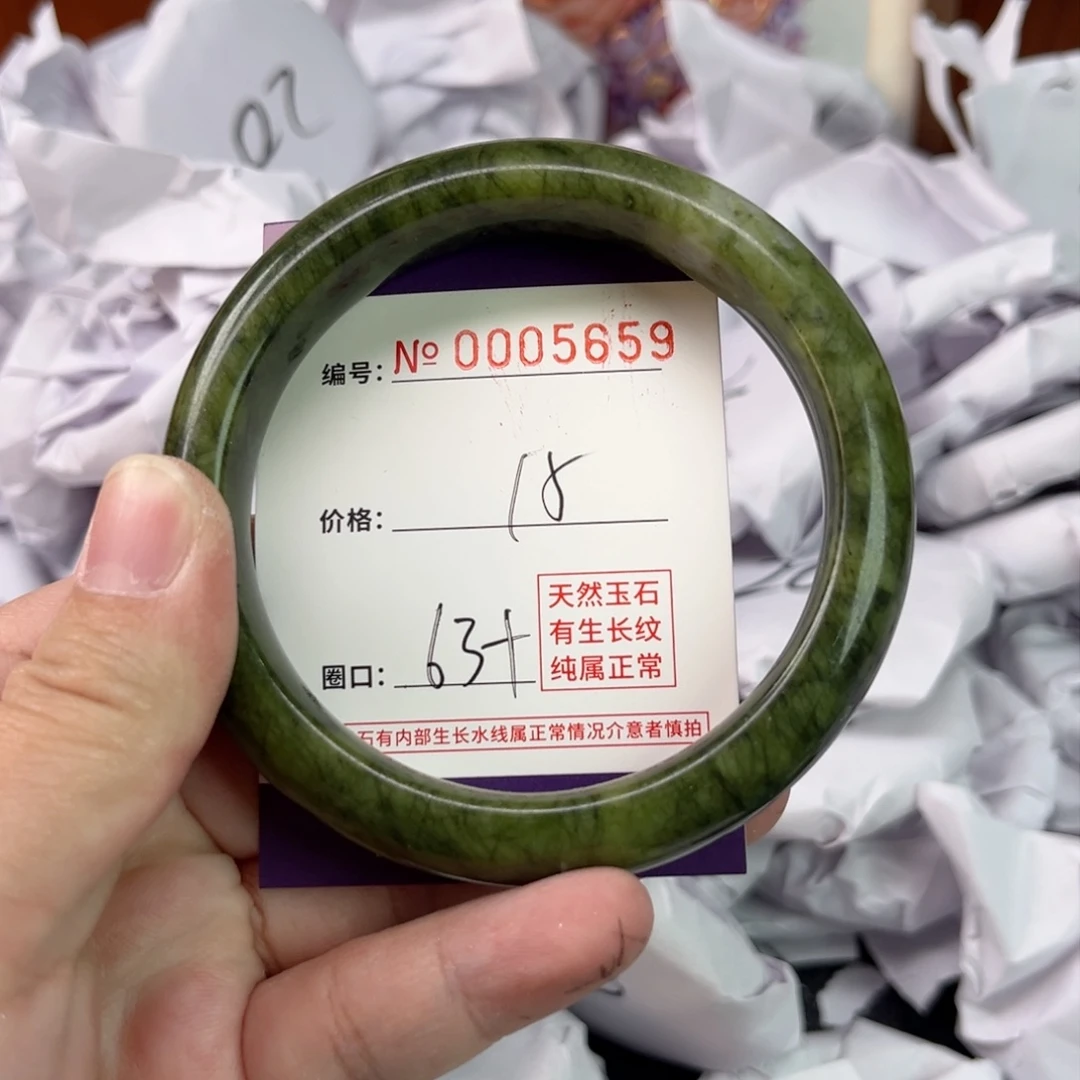 07
编号: № 0005659
价格: 18
圈口: 63+
天然玉石
有生长纹
纯属正常
石有内部生长水线属正常情况介意者慎拍